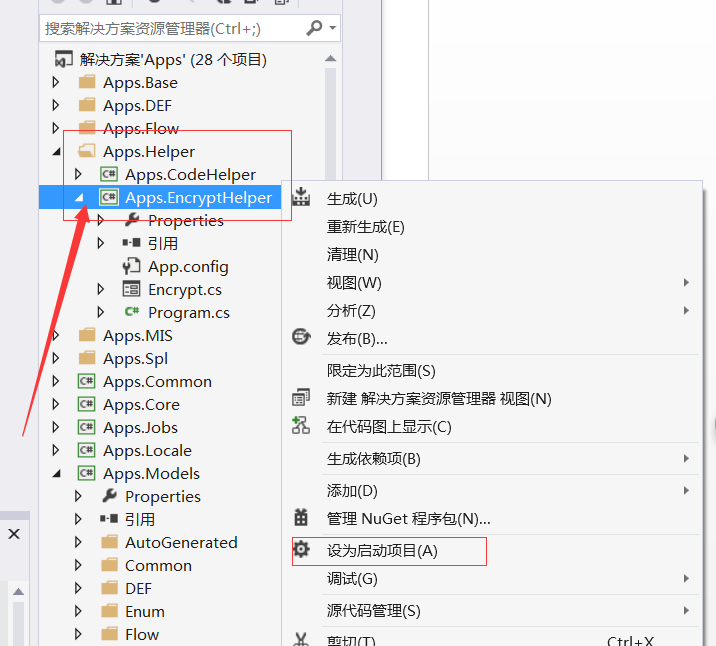 搜索解决方案资源管理器(Ctrl+;)
解决方案'Apps' (28 个项目)
Apps.Base
Apps.DEF
Apps.Flow
Apps.Helper
Apps.CodeHelper
Apps.EncryptHelper
Properties
引用
App.config
Encrypt.cs
Program.cs
Apps.MIS
Apps.Spl
Apps.Common
Apps.Core
Apps.Jobs
Apps.Locale
Apps.Models
Properties
引用
AutoGenerated
Common
DEF
Enum
Flow
生成(U)
重新生成(E)
清理(N)
视图(W)
分析(Z)
发布(B)...
限定为此范围(S)
新建 解决方案资源管理器 视图(N)
在代码图上显示(C)
生成依赖项(B)
添加(D)
管理 NuGet 程序包(N)...
设为启动项目(A)
调试(G)
源代码管理(S)
剪切(T) Ctrl+X